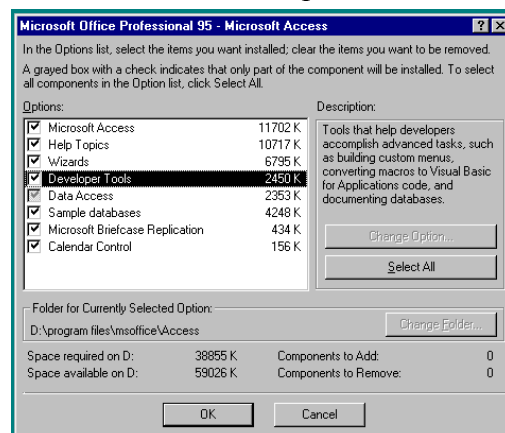 Microsoft Office Professional 95 - Microsoft Access
In the Options list, select the items you want installed; clear the items you want to be removed.
A grayed box with a check indicates that only part of the component will be installed. To select
all components in the Option list, click Select All.
Options:
Microsoft Access 11702 K
Help Topics 10717 K
Wizards 6795 K
Developer Tools 2450 K
Data Access 2353 K
Sample databases 4248 K
Microsoft Briefcase Replication 434 K
Calendar Control 156 K
Description:
Tools that help developers
accomplish advanced tasks, such
as building custom menus,
converting macros to Visual Basic
for Applications code, and
documenting databases.
Change Option...
Select All
Folder for Currently Selected Option:
D:\program files\msoffice\Access
Change Folder...
Space required on D: 38855 K Components to Add: 0
Space available on D: 59026 K Components to Remove: 0
OK Cancel